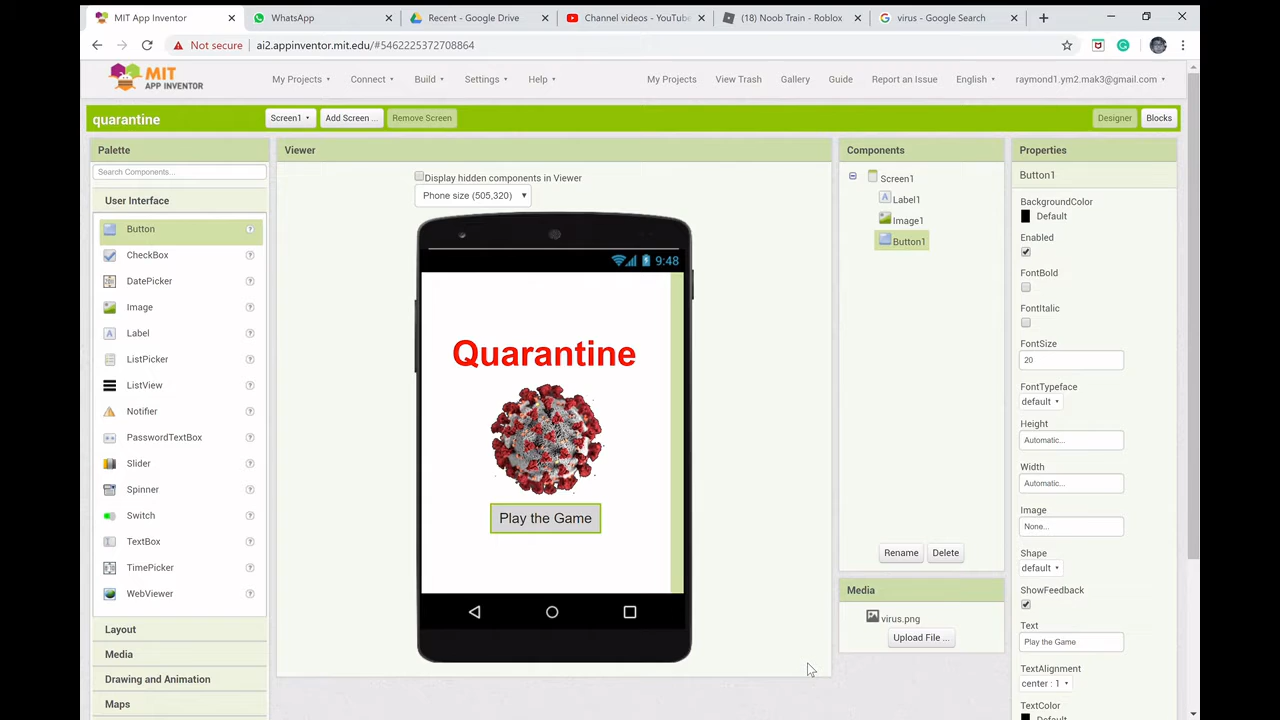 MIT App Inventor
WhatsApp
Recent - Google Drive
Channel videos - YouTub
(18) Noob Train - Roblox
virus - Google Search
Not secure
ai2.appinventor.mit.edu/#5462225372708864
MIT
APP INVENTOR
My Projects
Connect
Build
Settings
Help
My Projects
View Trash
Gallery
Guide
Report an Issue
English
raymond1.ym2.mak3@gmail.com
quarantine
Screen1
Add Screen ...
Remove Screen
Designer
Blocks
Palette
Search Components...
User Interface
Button
CheckBox
DatePicker
Image
Label
ListPicker
ListView
Notifier
PasswordTextBox
Slider
Spinner
Switch
TextBox
TimePicker
WebViewer
Layout
Media
Drawing and Animation
Maps
Viewer
Display hidden components in Viewer
Phone size (505,320)
9:48
Quarantine
Play the Game
Components
Screen1
Label1
Image1
Button1
Rename
Delete
Media
virus.png
Upload File ...
Properties
Button1
BackgroundColor
Default
Enabled
FontBold
FontItalic
FontSize
20
FontTypeface
default
Height
Automatic...
Width
Automatic...
Image
None...
Shape
default
ShowFeedback
Text
Play the Game
TextAlignment
center : 1
TextColor
Default